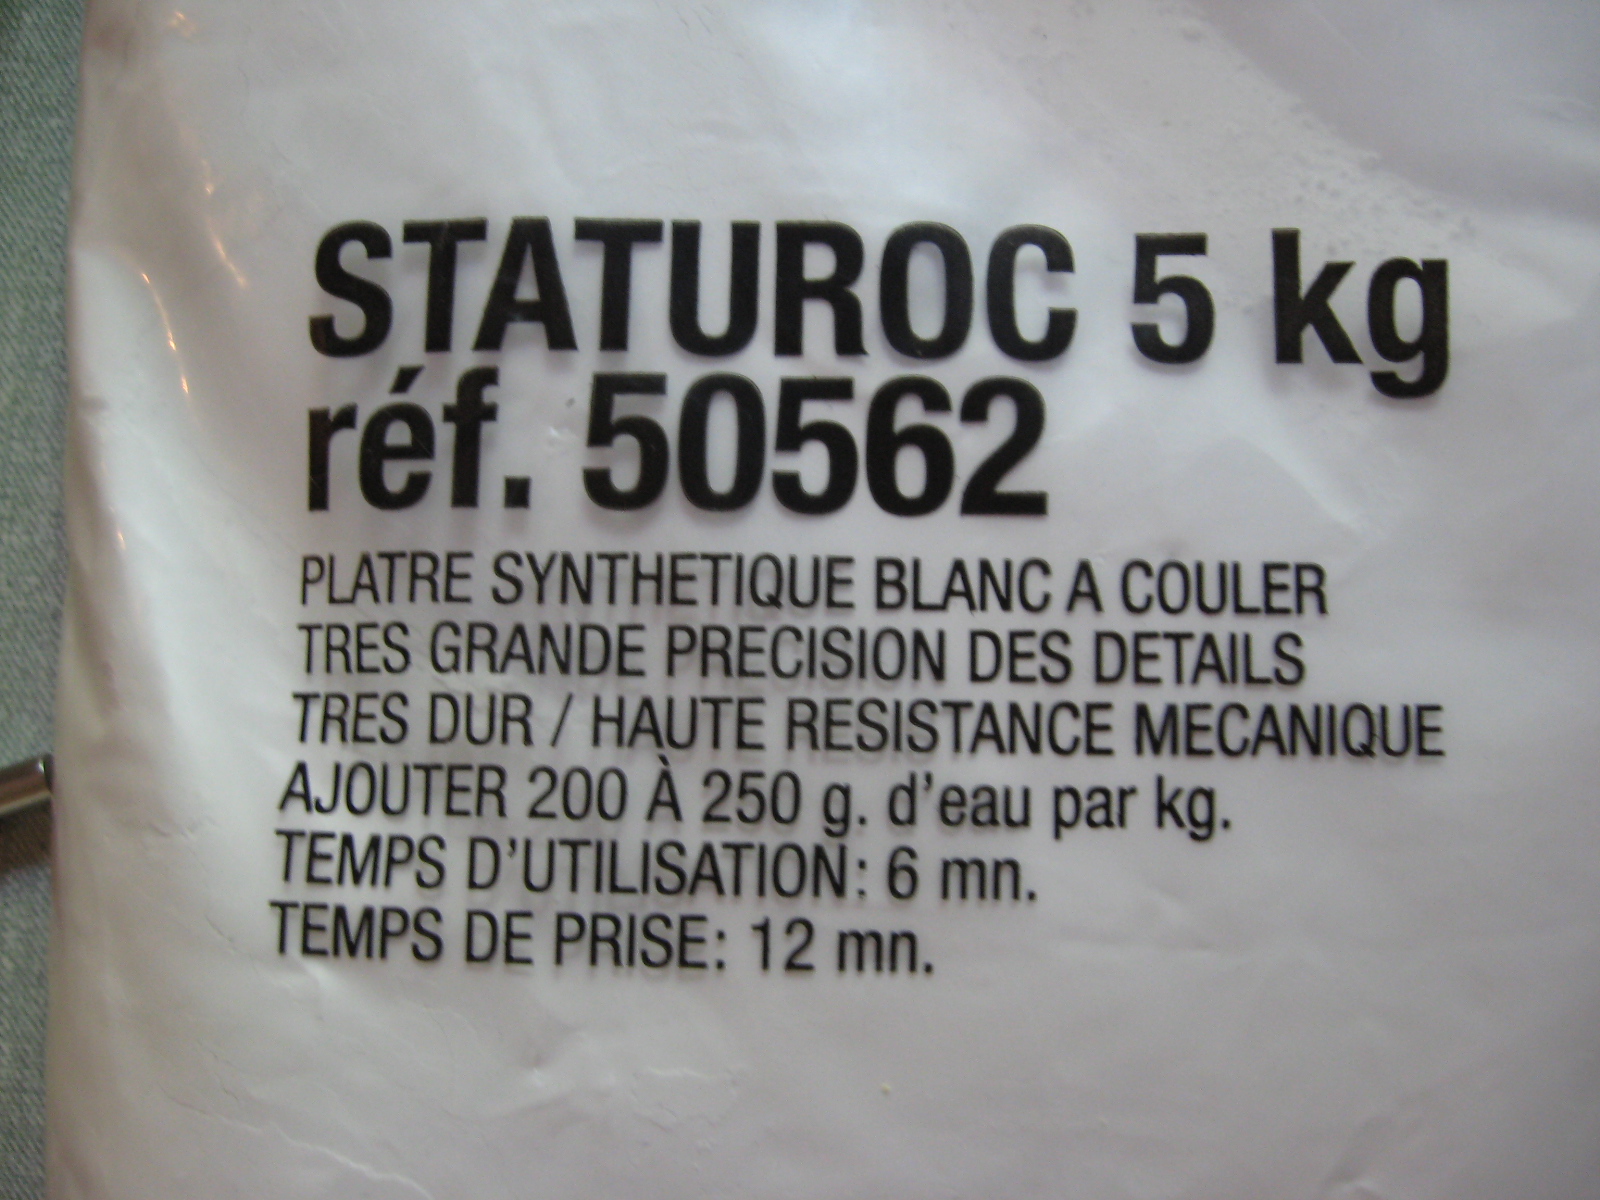 STATUROC 5 kg
réf. 50562
PLATRE SYNTHETIQUE BLANC A COULER
TRES GRANDE PRECISION DES DETAILS
TRES DUR / HAUTE RESISTANCE MECANIQUE
AJOUTER 200 À 250 g. d'eau par kg.
TEMPS D'UTILISATION: 6 mn.
TEMPS DE PRISE: 12 mn.